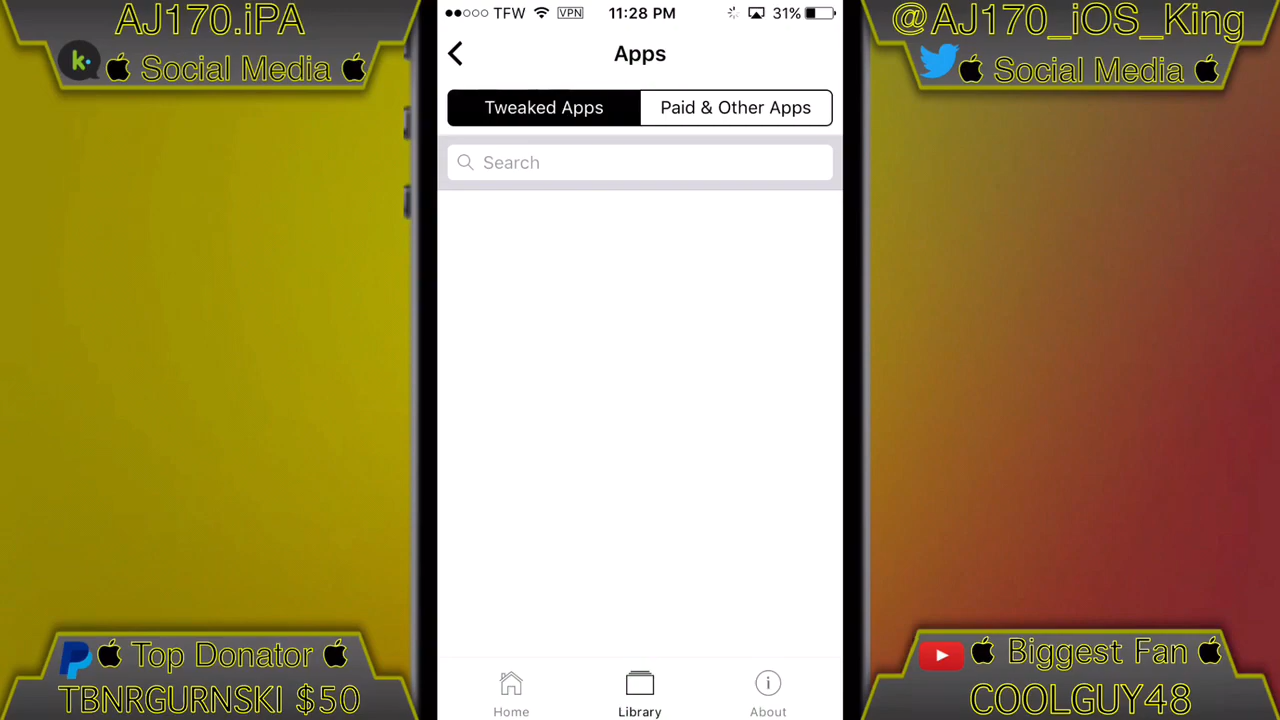 AJ170.iPA
k.
Social Media
@AJ170_iOS_King
Social Media
TFW VPN 11:28 PM 31%
Apps
Tweaked Apps Paid & Other Apps
Search
Home Library About
Top Donator
TBNRGURNSKI $50
Biggest Fan
COOLGUY48